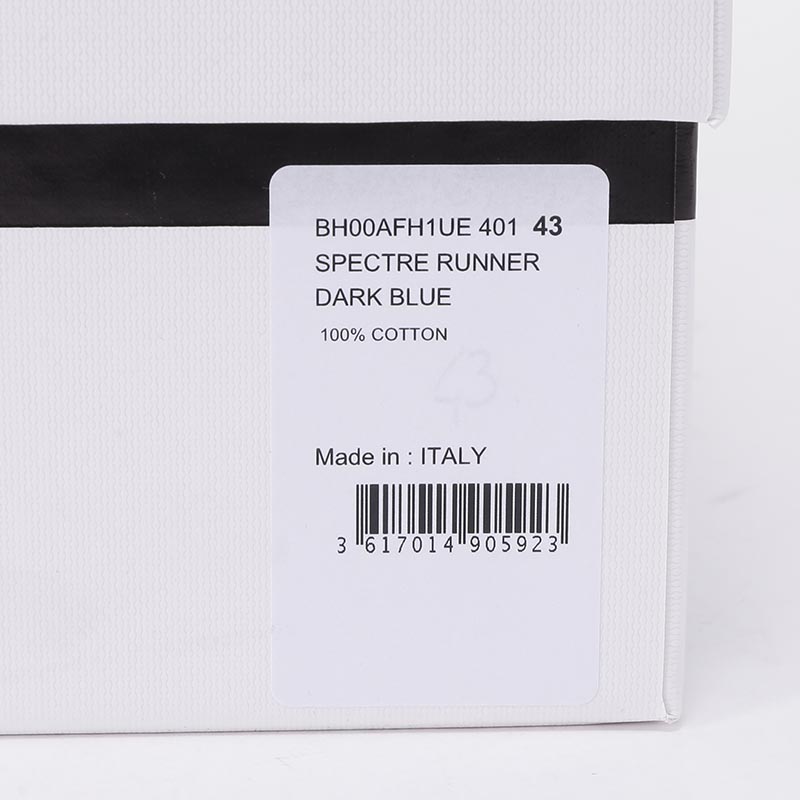 BH00AFH1UE 401 43
SPECTRE RUNNER
DARK BLUE
100% COTTON
43
Made in : ITALY
3 617014 905923